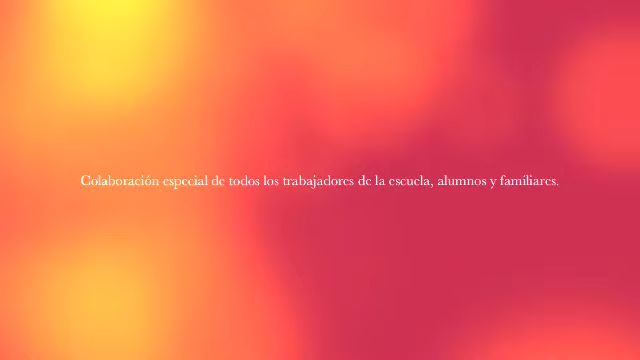 Colaboración especial de todos los trabajadores de la escuela, alumnos y familiares.